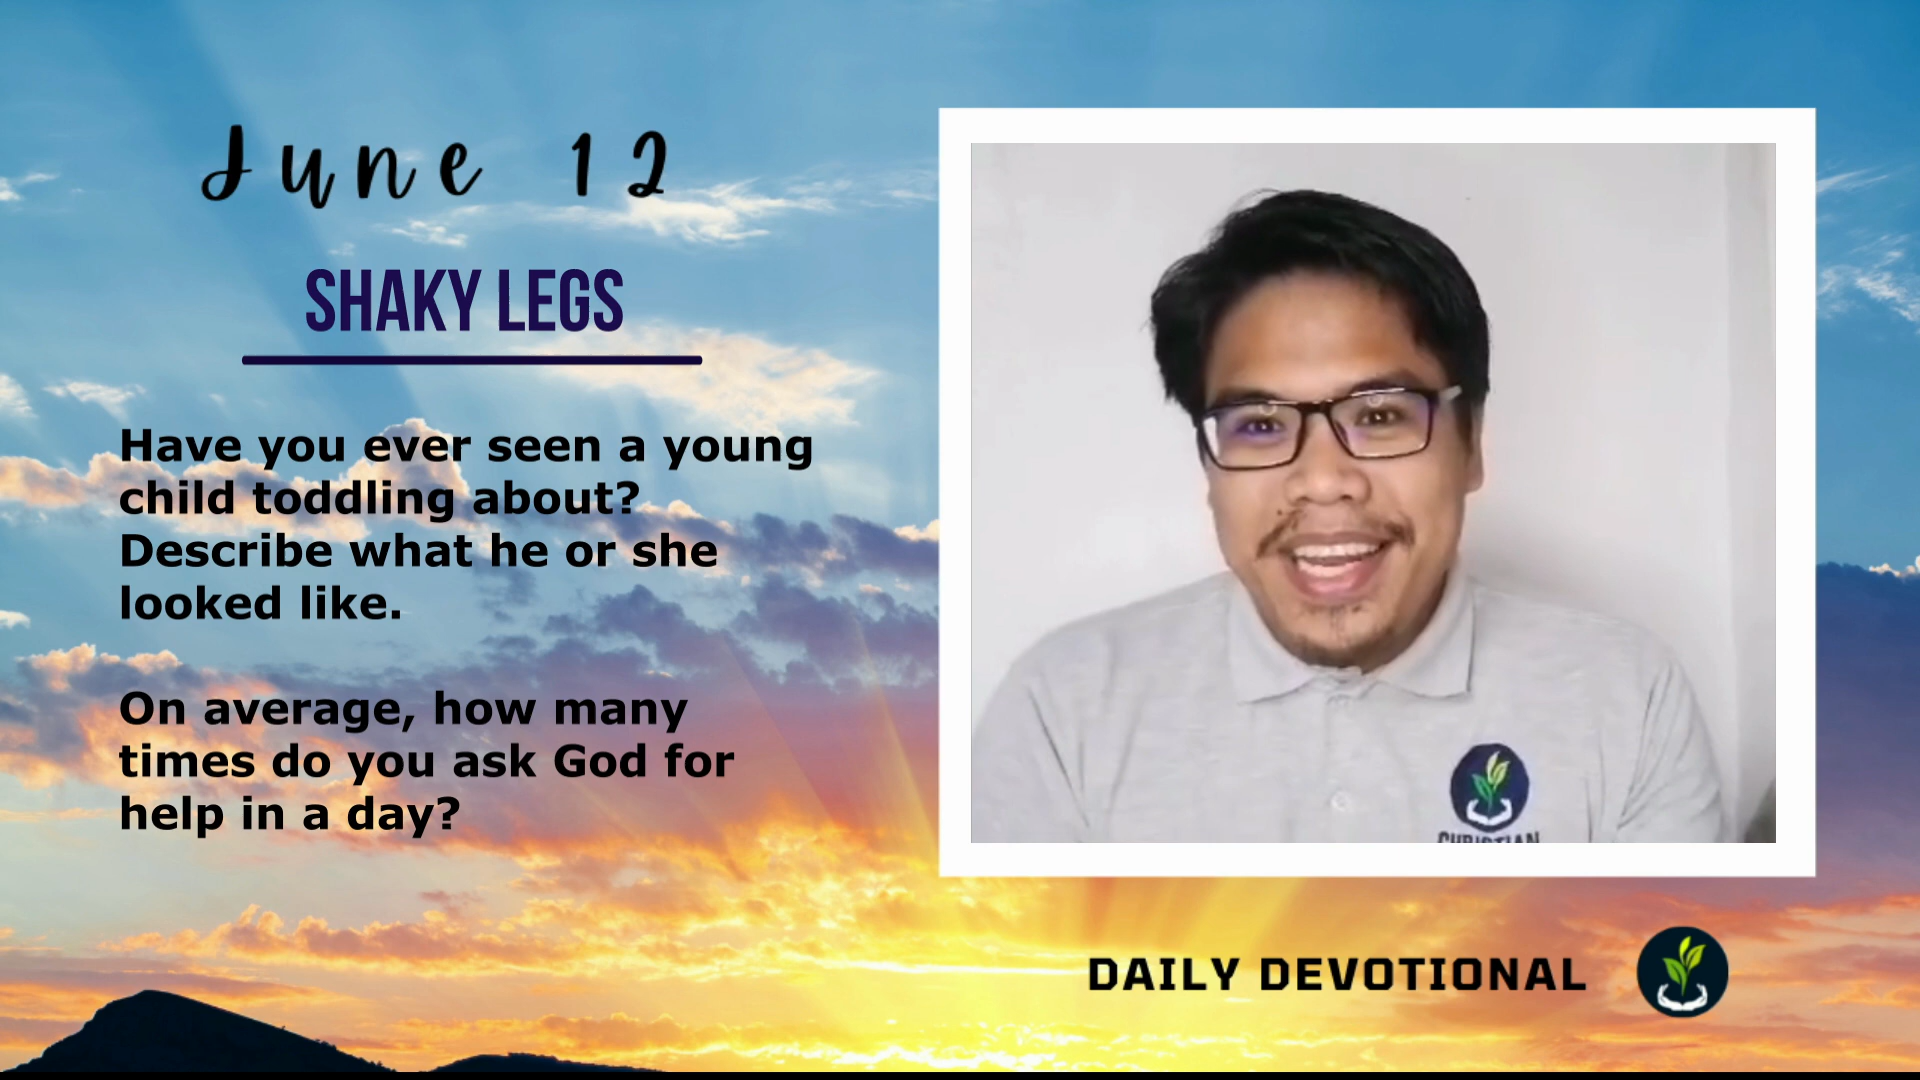 June 12
SHAKY LEGS
Have you ever seen a young
child toddling about?
Describe what he or she
looked like.
On average, how many
times do you ask God for
help in a day?
CHRISTIAN
DAILY DEVOTIONAL